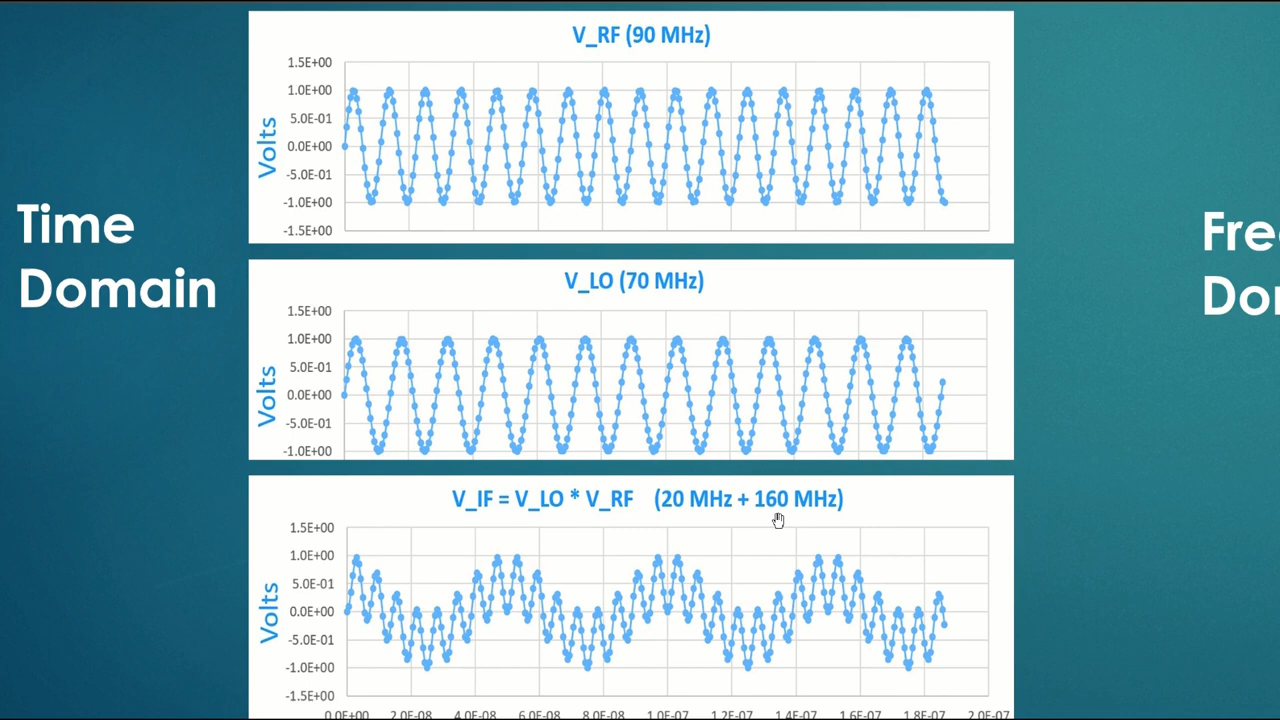 V_RF (90 MHz)
1.5E+00
1.0E+00
5.0E-01
0.0E+00
-5.0E-01
-1.0E+00
-1.5E+00
Volts
Time
Domain
Fre
Do
V_LO (70 MHz)
1.5E+00
1.0E+00
5.0E-01
0.0E+00
-5.0E-01
-1.0E+00
Volts
V_IF = V_LO * V_RF (20 MHz + 160 MHz)
1.5E+00
1.0E+00
5.0E-01
0.0E+00
-5.0E-01
-1.0E+00
-1.5E+00
Volts
0.0E+00 2.0E-08 4.0E-08 6.0E-08 8.0E-08 1.0E-07 1.2E-07 1.4E-07 1.6E-07 1.8E-07 2.0E-07